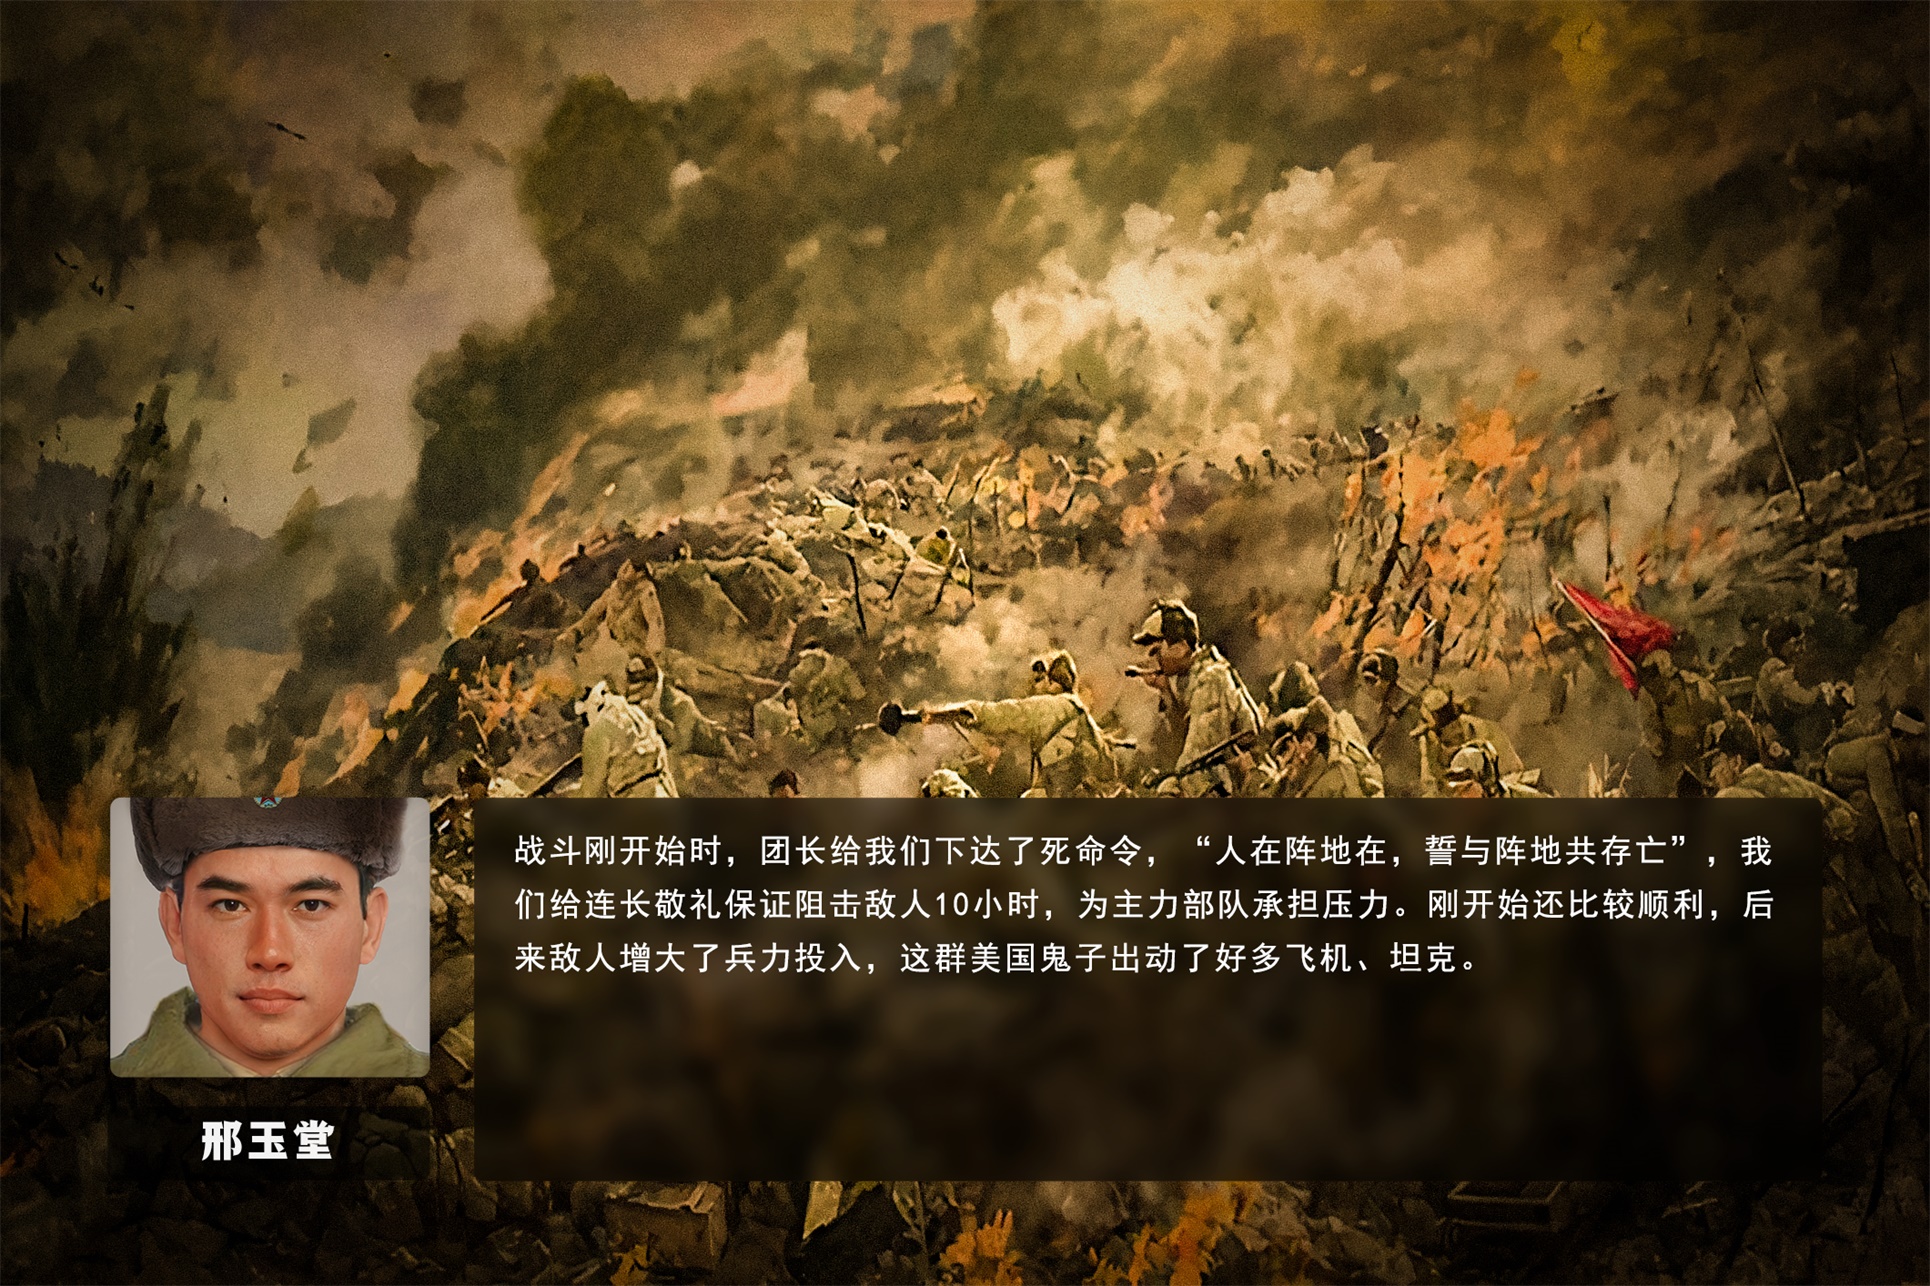 战斗刚开始时，团长给我们下达了死命令，“人在阵地在，誓与阵地共存亡”，我
们给连长敬礼保证阻击敌人10小时，为主力部队承担压力。刚开始还比较顺利，后
来敌人增大了兵力投入，这群美国鬼子出动了好多飞机、坦克。
邢玉堂